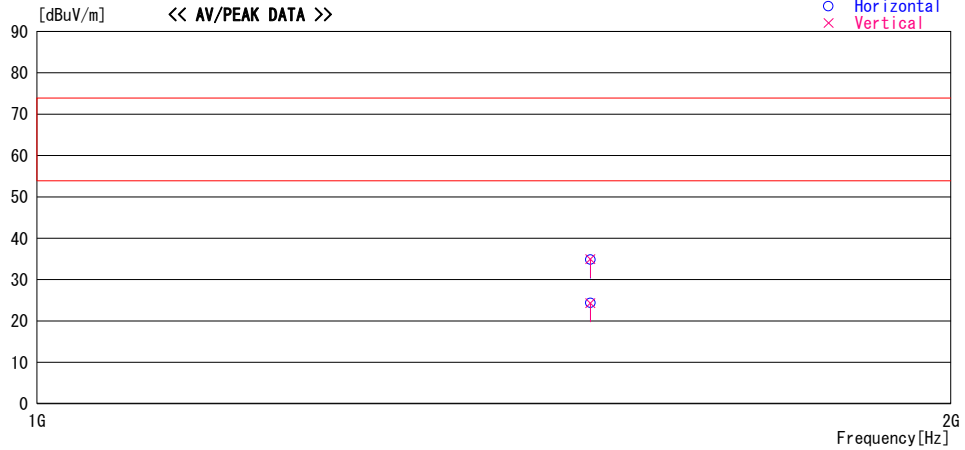 [dBuV/m] << AV/PEAK DATA >>
○ Horizontal
× Vertical
90
80
70
60
50
40
30
20
10
0
1G 2G
Frequency[Hz]